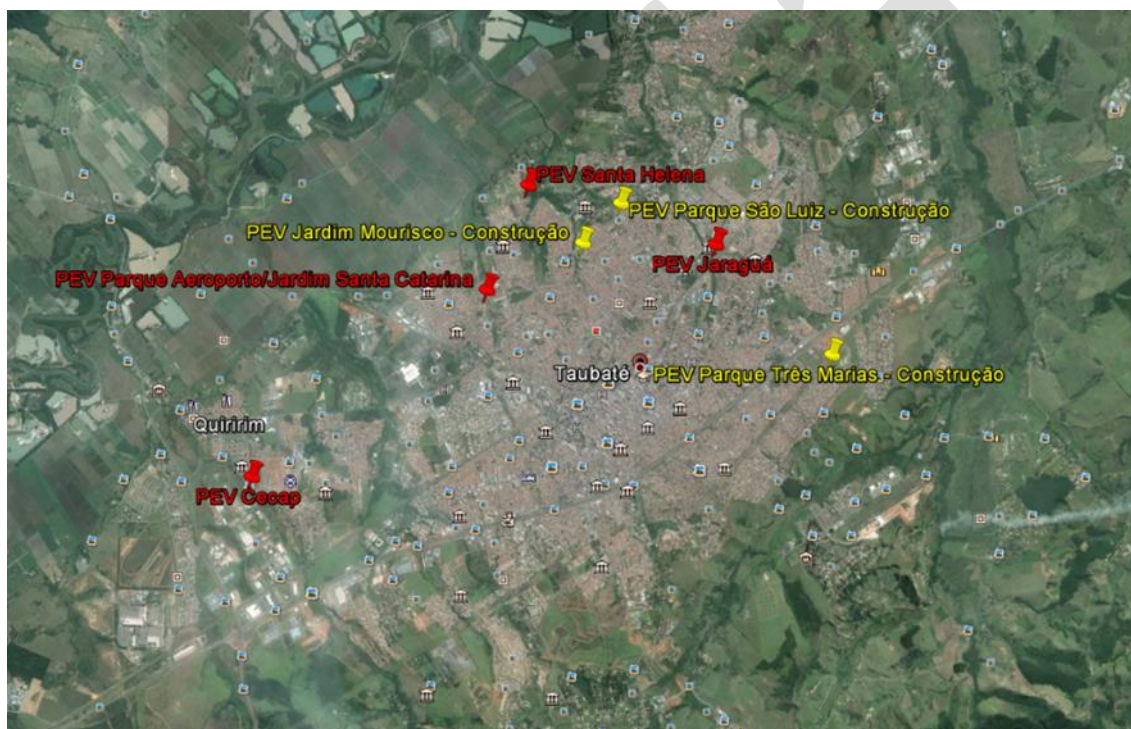 PEV Santa Helena
PEV Parque São Luiz - Construção
PEV Jardim Mourisco - Construção
PEV Jaraguá
PEV Parque Aeroporto/Jardim Santa Catarina
Taubaté
PEV Parque Três Marias - Construção
Quiririm
PEV Cecap